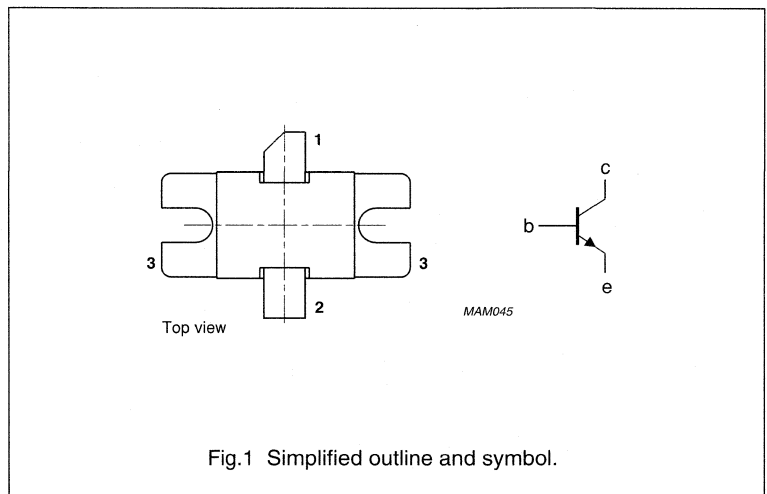 1
c
b
3
3
e
2
MAM045
Top view
Fig.1 Simplified outline and symbol.